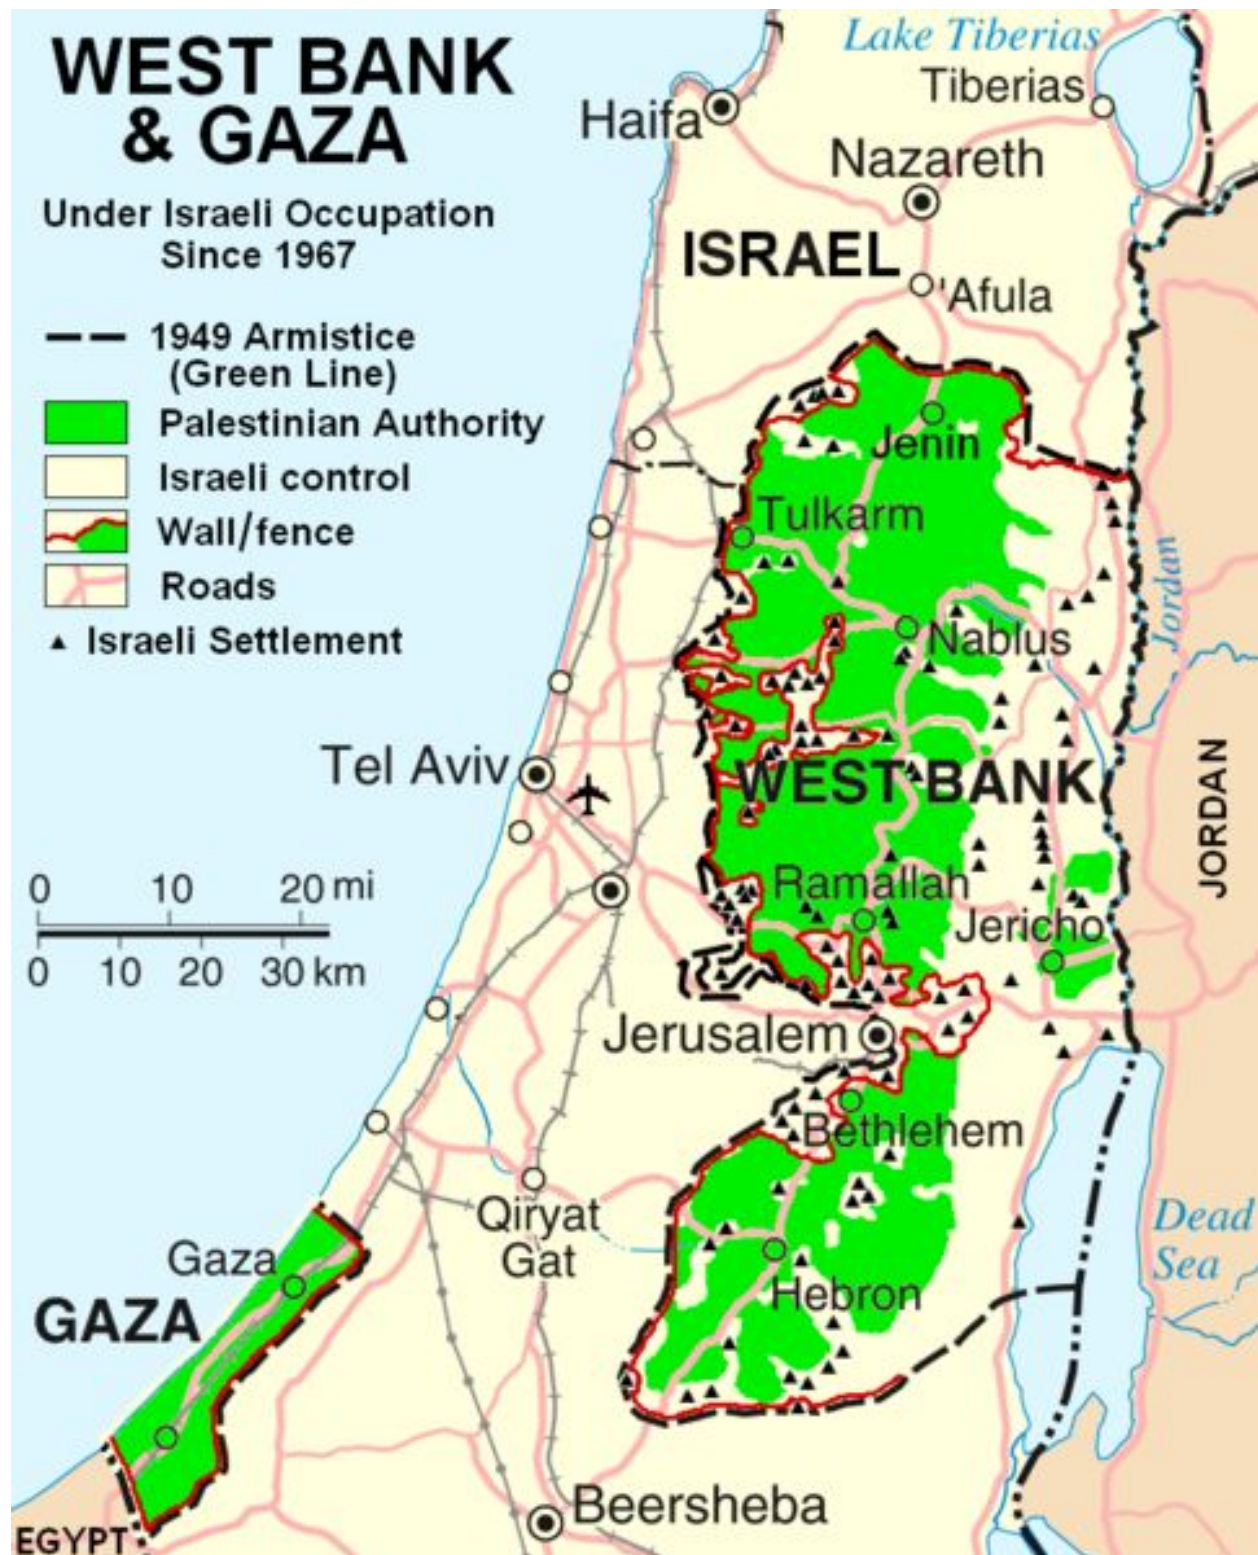 WEST BANK
& GAZA
Under Israeli Occupation
Since 1967
1949 Armistice
(Green Line)
Palestinian Authority
Israeli control
Wall/fence
Roads
Israeli Settlement
0 10 20 mi
0 10 20 30 km
Lake Tiberias
Tiberias
Haifa
Nazareth
ISRAEL
'Afula
Jenin
Tulkarm
Jordan
Nablus
Tel Aviv
WEST BANK
JORDAN
Ramallah
Jericho
Jerusalem
Bethlehem
Qiryat
Gat
Dead
Sea
Gaza
GAZA
Hebron
Beersheba
EGYPT